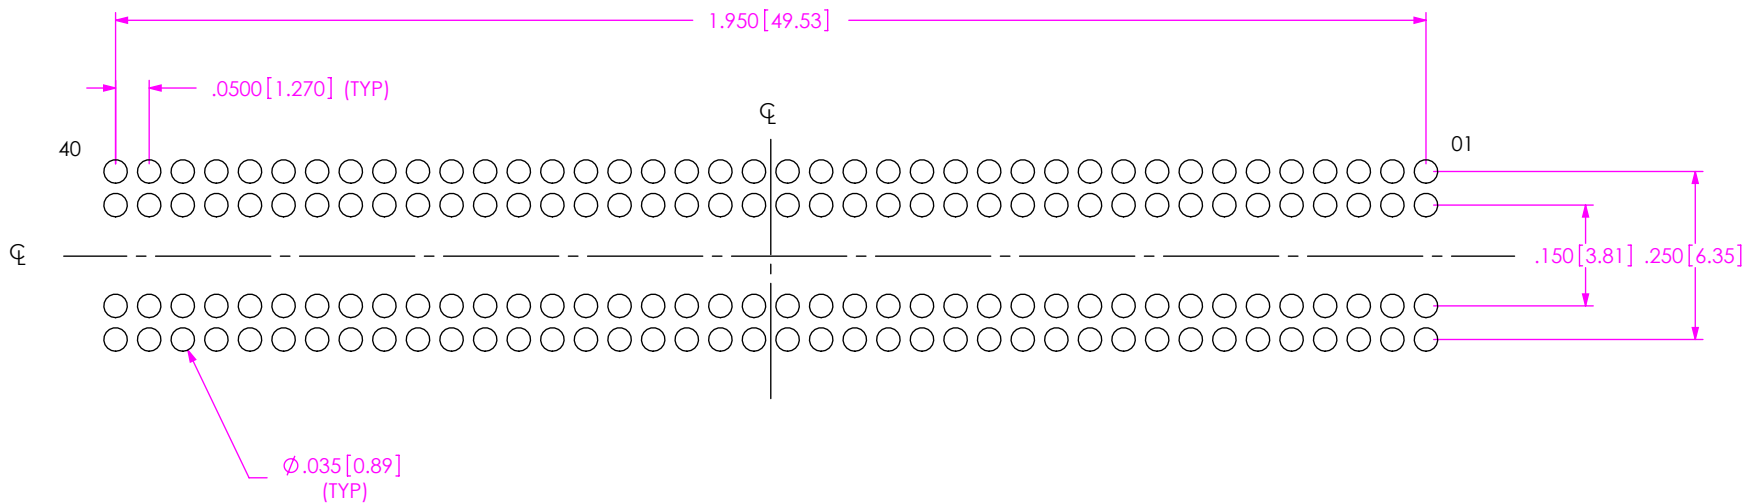 1.950 [49.53]
.0500 [1.270] (TYP)
℄
40
01
℄
.150 [3.81] .250 [6.35]
Ø.035 [0.89]
(TYP)